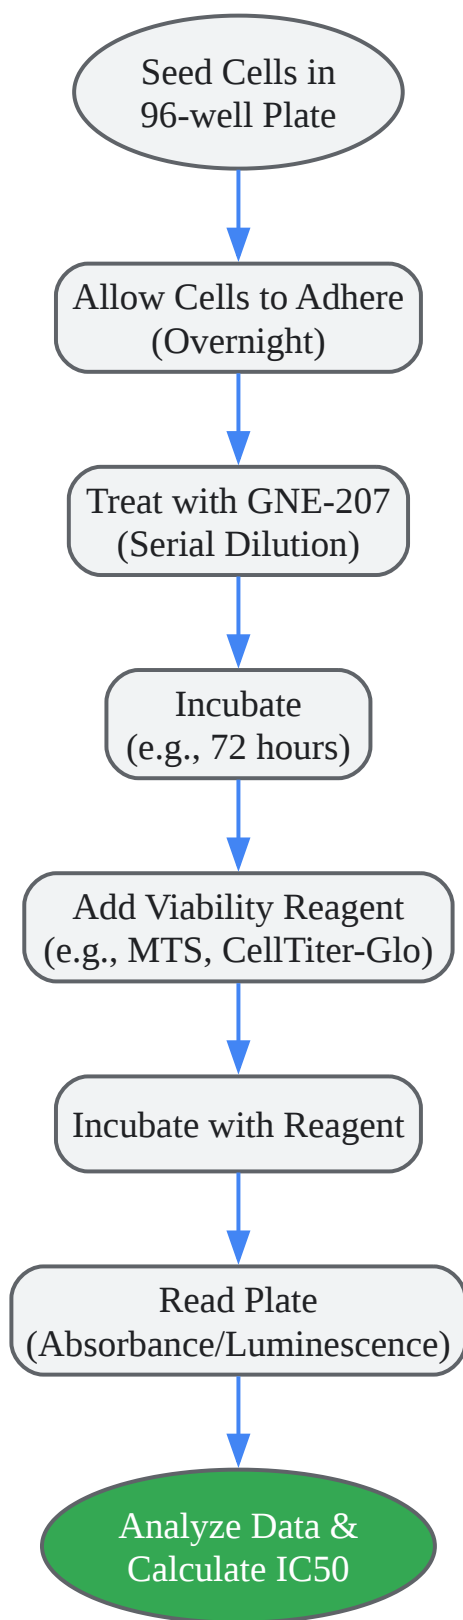 Seed Cells in
96-well Plate
Allow Cells to Adhere
(Overnight)
Treat with GNE-207
(Serial Dilution)
Incubate
(e.g., 72 hours)
Add Viability Reagent
(e.g., MTS, CellTiter-Glo)
Incubate with Reagent
Read Plate
(Absorbance/Luminescence)
Analyze Data &
Calculate IC50